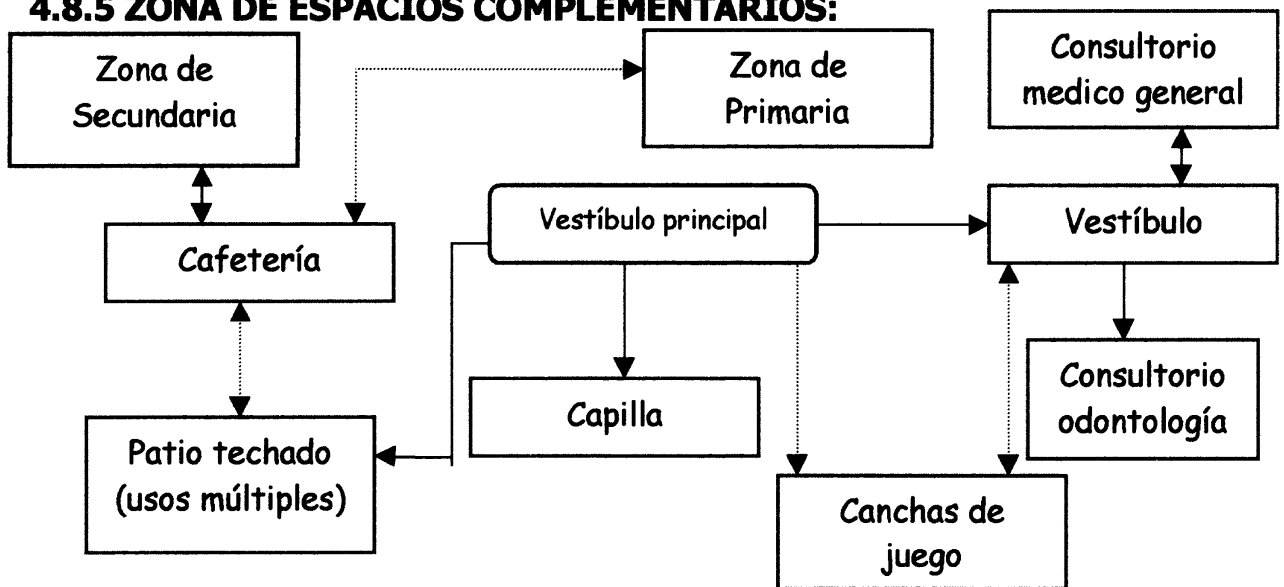 4.8.5 ZONA DE ESPACIOS COMPLEMENTARIOS:
Zona de
Secundaria
Zona de
Primaria
Consultorio
medico general
Vestíbulo principal
Vestíbulo
Cafetería
Consultorio
odontología
Capilla
Patio techado
(usos múltiples)
Canchas de
juego